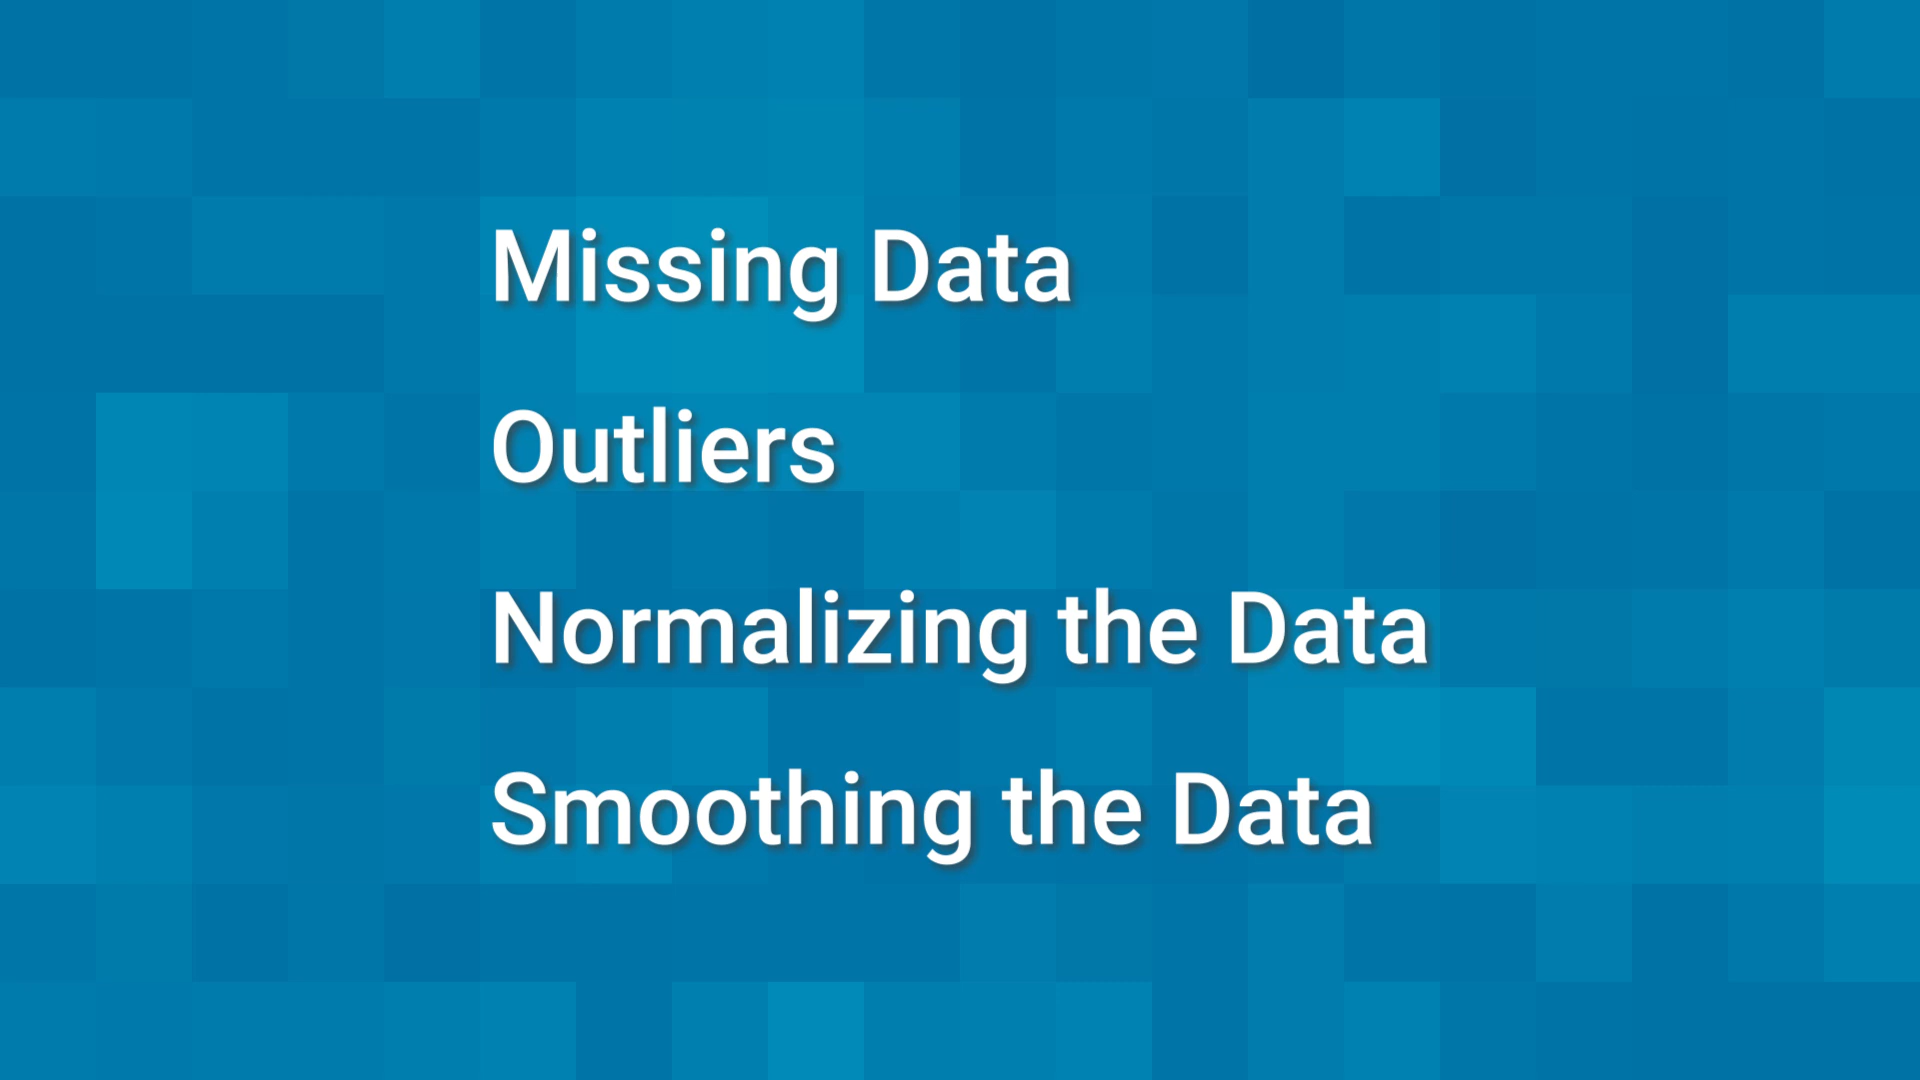 Missing Data
Outliers
Normalizing the Data
Smoothing the Data